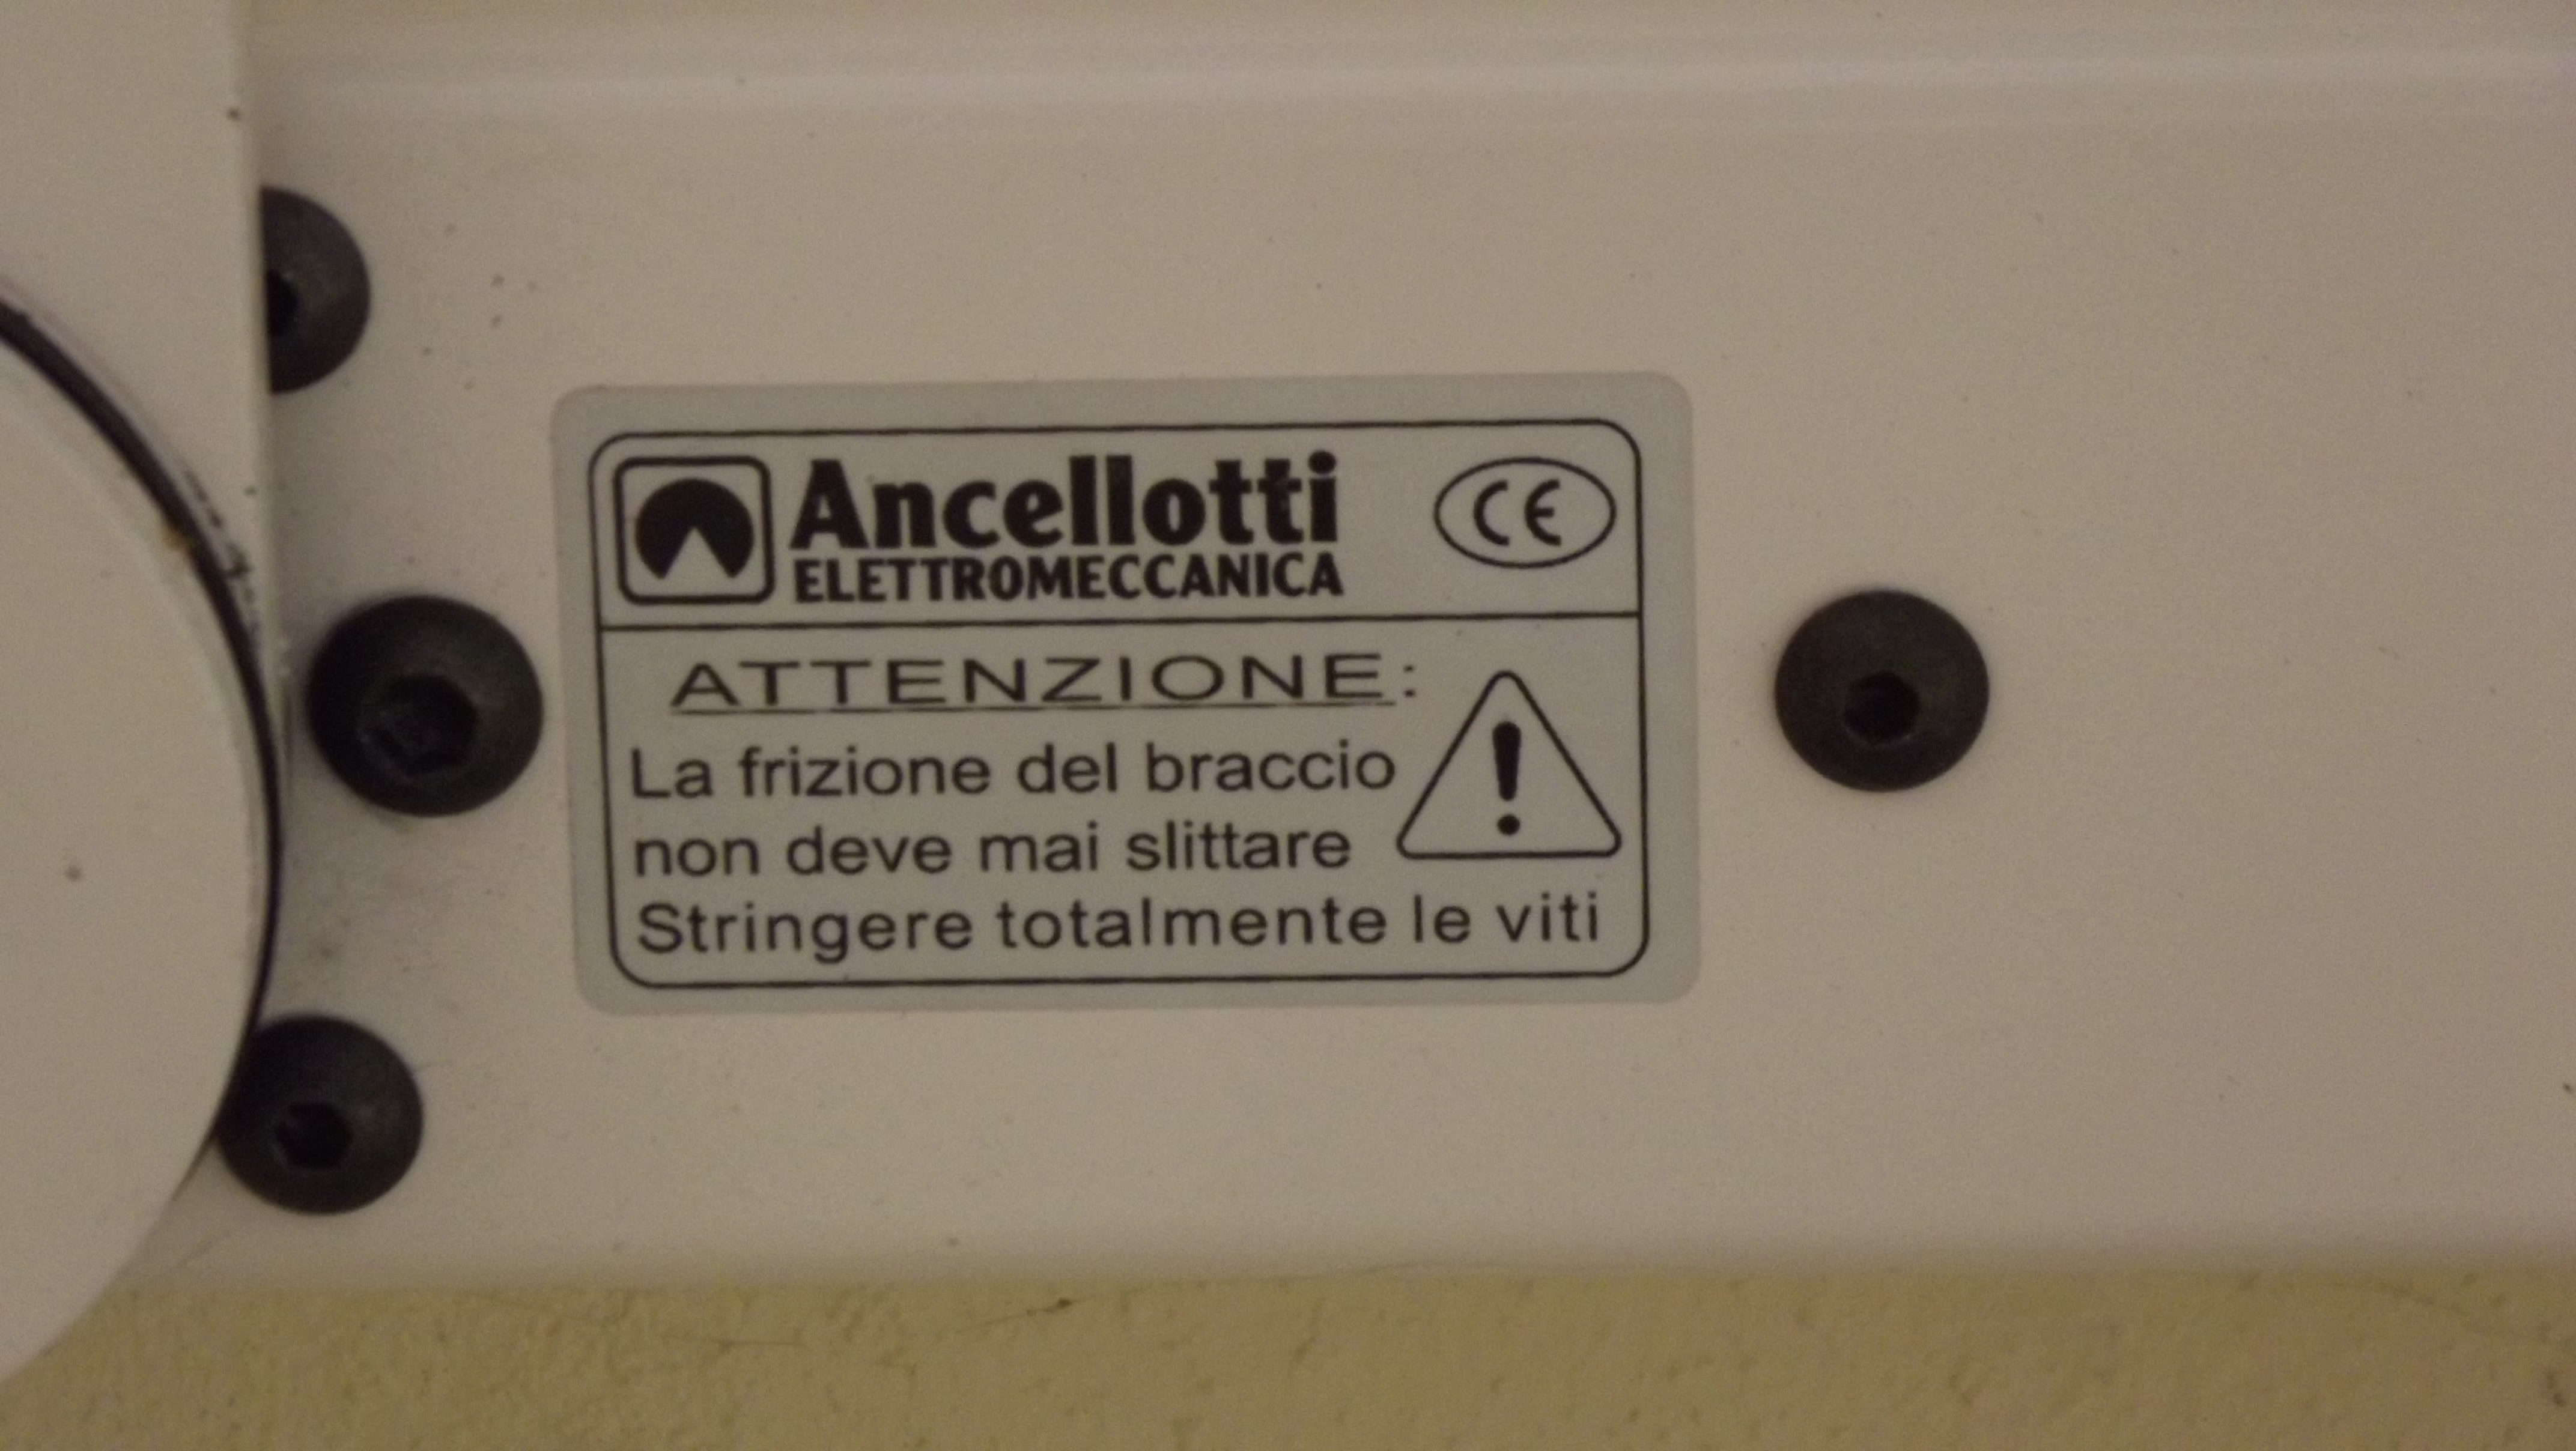 Ancellotti
ELETTROMECCANICA
CE
ATTENZIONE:
La frizione del braccio
non deve mai slittare
Stringere totalmente le viti